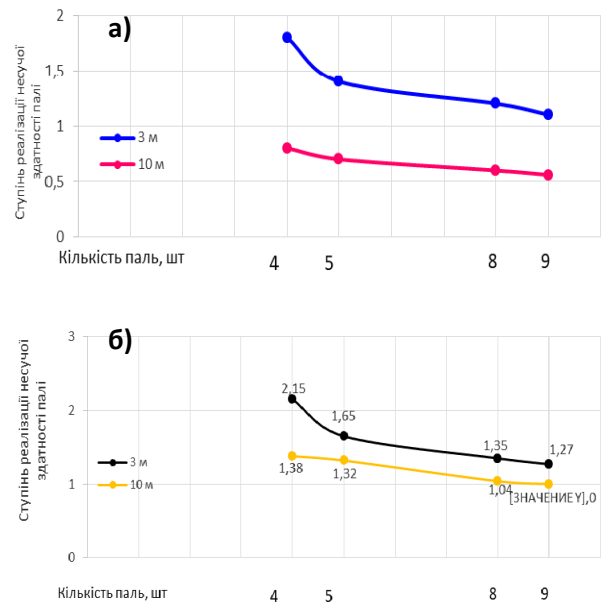 а)
Ступінь реалізації несучої
здатності палі
2
1,5
1
0,5
0
3 м
10 м
Кількість паль, шт
4 5 8 9
б)
Ступінь реалізації несучої
здатності палі
3
2
1
0
2,15
1,65
1,35
1,27
3 м
10 м
1,38
1,32
1,04
[ЗНАЧЕНИЕ Y],0
Кількість паль, шт
4 5 8 9